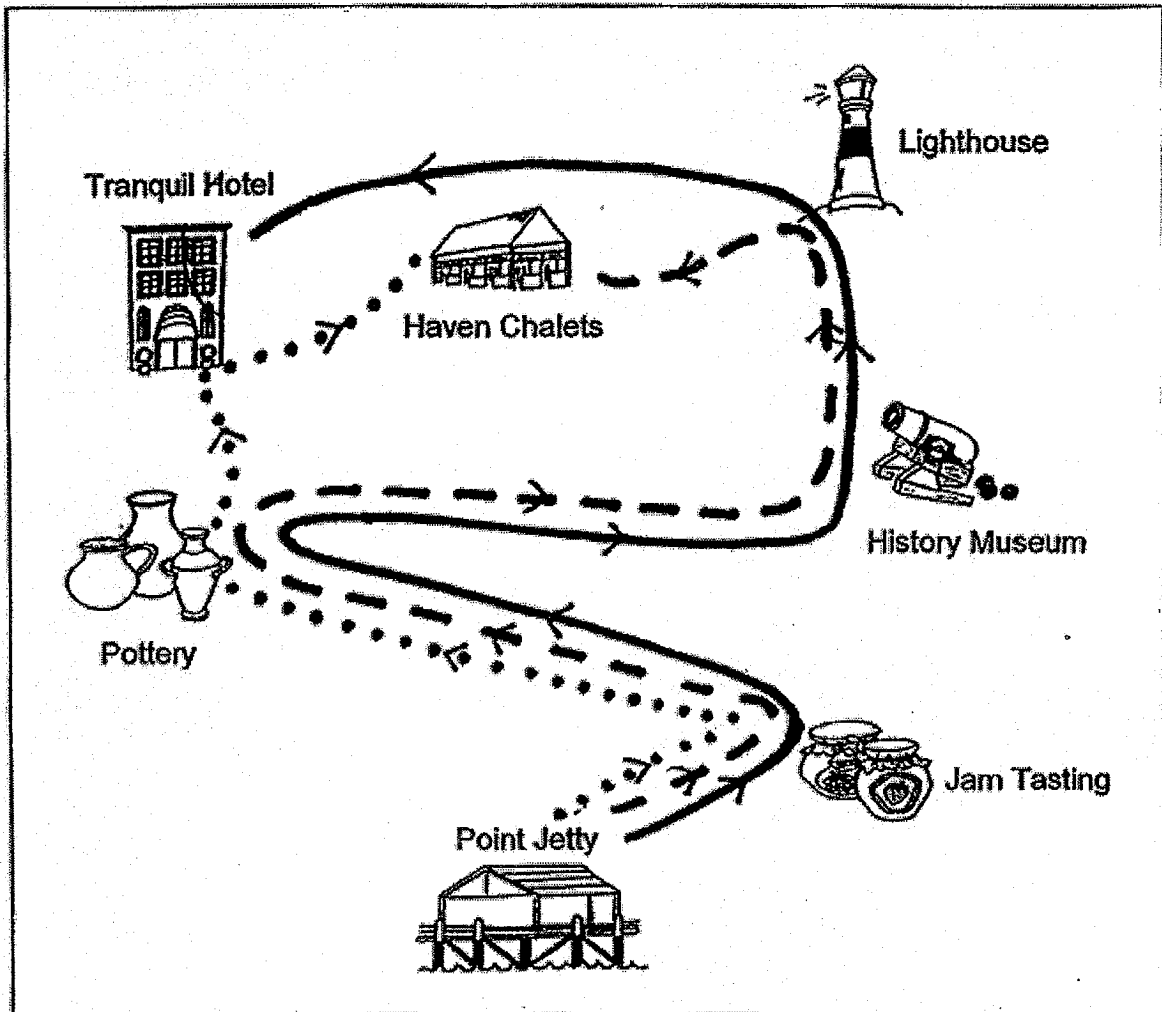 Lighthouse
Tranquil Hotel
Haven Chalets
History Museum
Pottery
Jam Tasting
Point Jetty